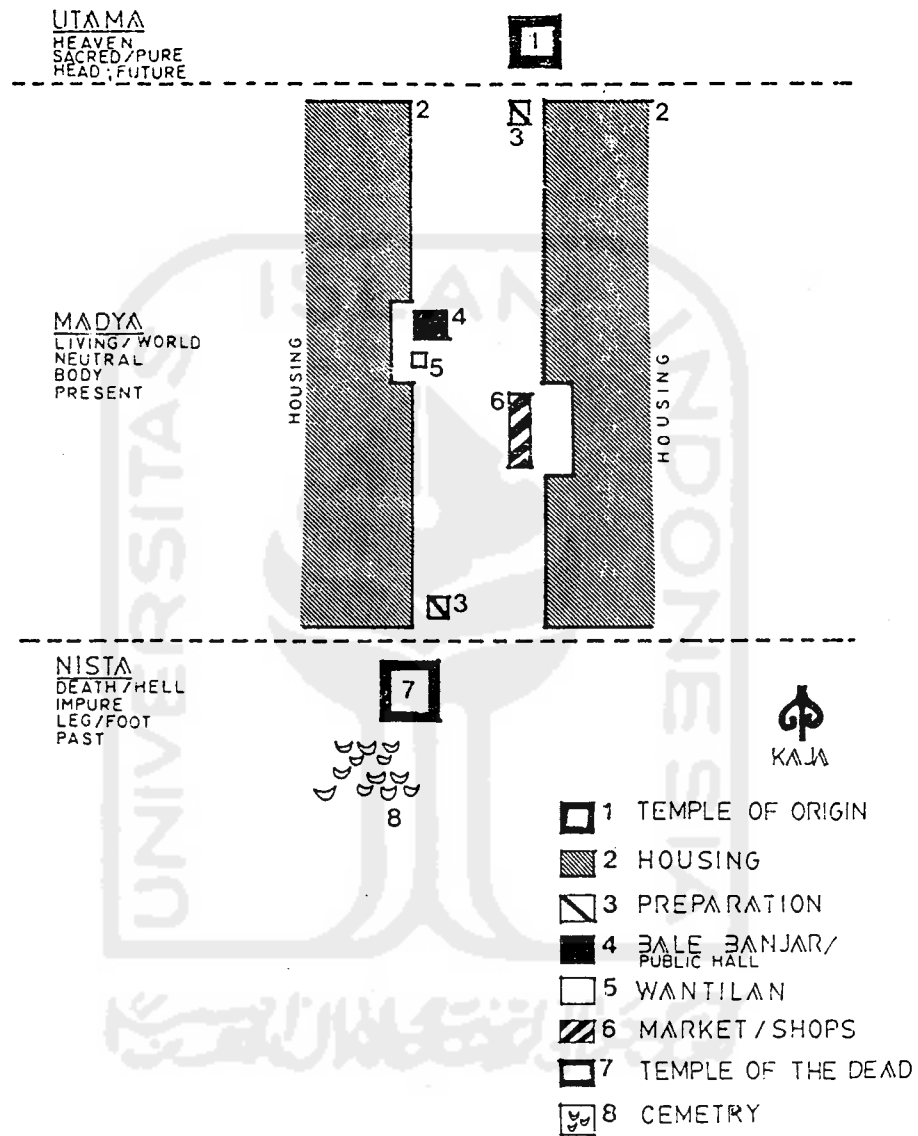 UTAMA
HEAVEN
SACRED/PURE
HEAD; FUTURE
1
2
3
2
MADYA
LIVING/WORLD
NEUTRAL
BODY
PRESENT
HOUSING
4
5
6
HOUSING
3
NISTA
DEATH/HELL
IMPURE
LEG/FOOT
PAST
7
8
KAJA
1 TEMPLE OF ORIGIN
2 HOUSING
3 PREPARATION
4 BALE BANJAR/
PUBLIC HALL
5 WANTILAN
6 MARKET/SHOPS
7 TEMPLE OF THE DEAD
8 CEMETRY
UNIVERSITAS
ISLAM
INDONESIA